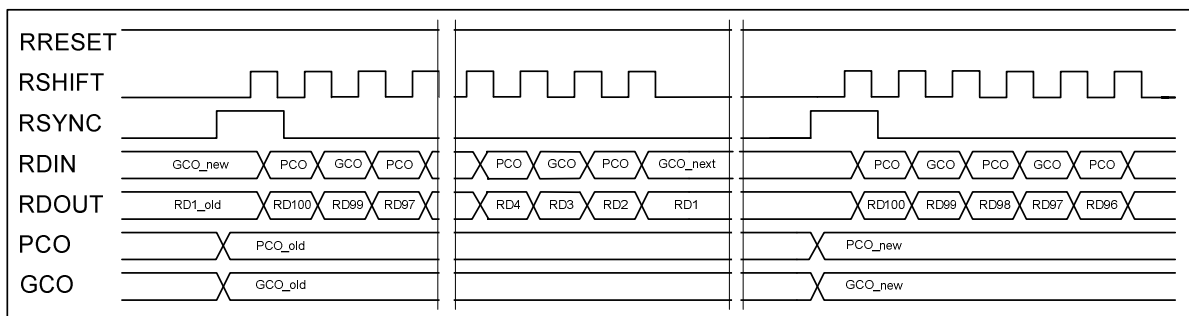 RRESET
RSHIFT
RSYNC
RDIN GCO_new PCO GCO PCO PCO GCO PCO GCO_next PCO GCO PCO GCO PCO
RDOUT RD1_old RD100 RD99 RD97 RD4 RD3 RD2 RD1 RD100 RD99 RD98 RD97 RD96
PCO PCO_old PCO_new
GCO GCO_old GCO_new